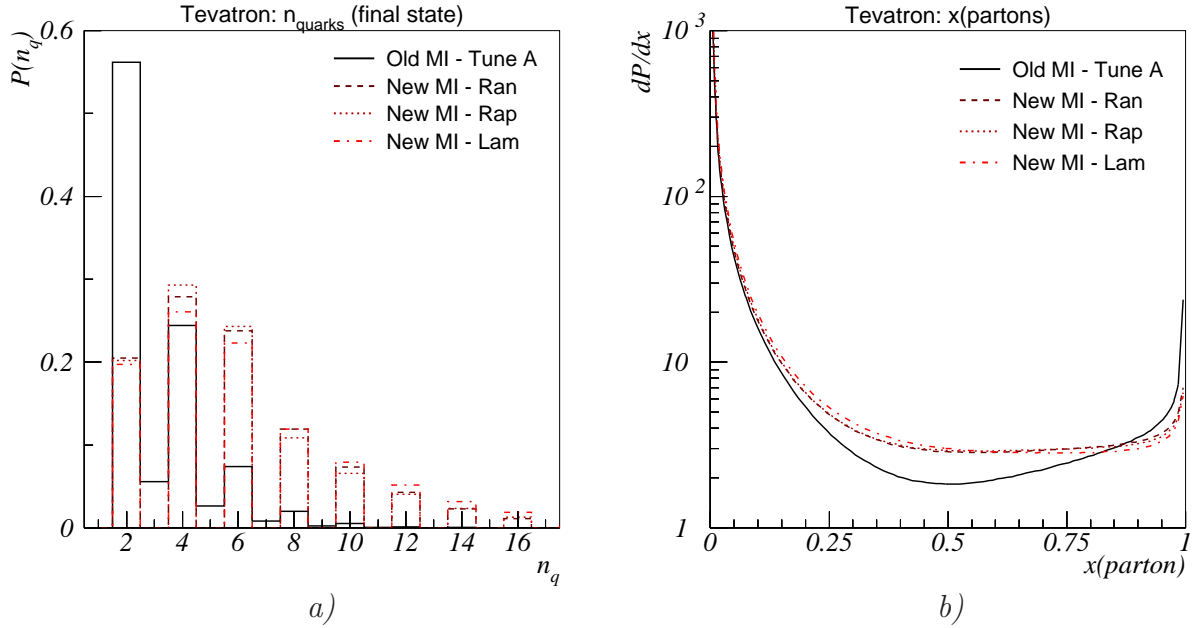 Tevatron: n_quarks (final state)
P(n_q)
0.6
0.4
0.2
0
Old MI - Tune A
New MI - Ran
New MI - Rap
New MI - Lam
2 4 6 8 10 12 14 16
n_q
a)
Tevatron: x(partons)
dP/dx
10^3
10^2
10
1
Old MI - Tune A
New MI - Ran
New MI - Rap
New MI - Lam
0 0.25 0.5 0.75 1
x(parton)
b)